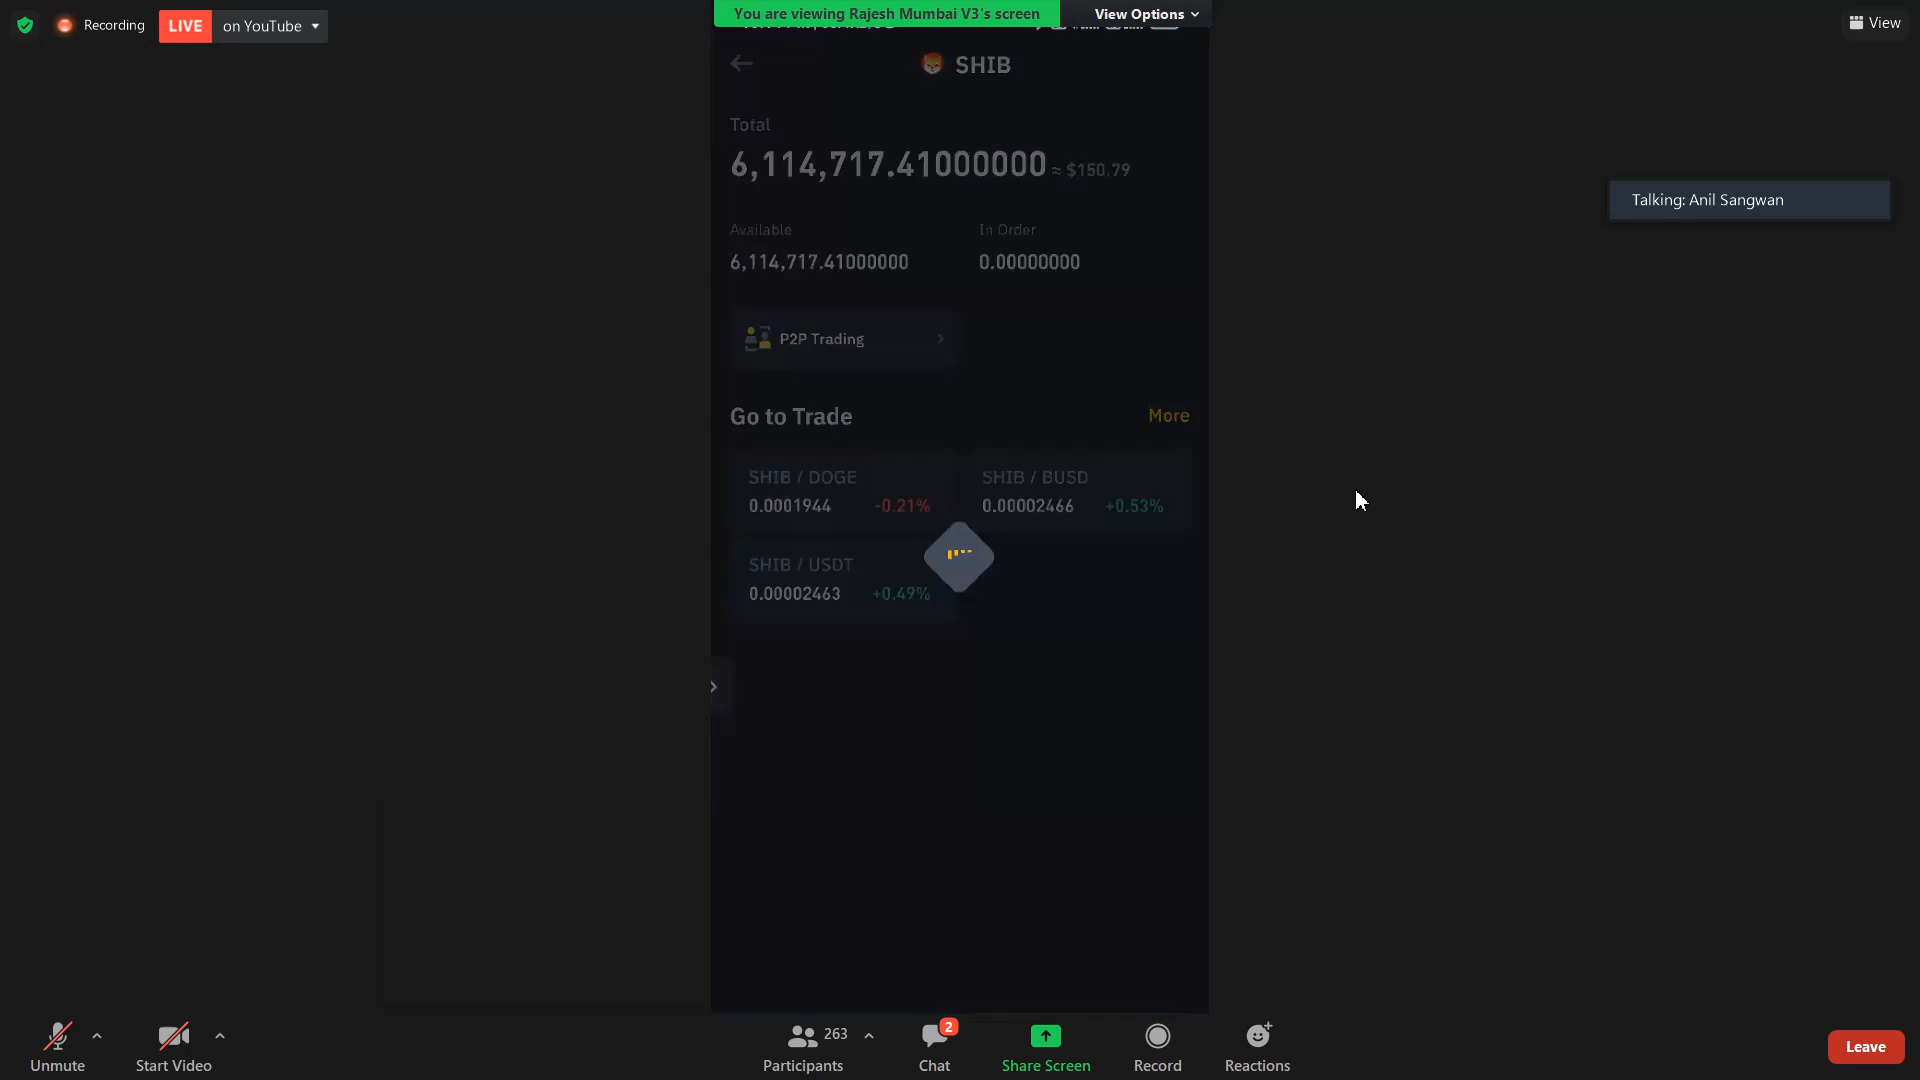 Recording
LIVE on YouTube
You are viewing Rajesh Mumbai V3's screen
View Options
View
SHIB
Total
6,114,717.41000000 ≈ $150.79
Talking: Anil Sangwan
Available In Order
6,114,717.41000000 0.00000000
P2P Trading
Go to Trade More
SHIB / DOGE SHIB / BUSD
0.0001944 -0.21% 0.00002466 +0.53%
SHIB / USDT
0.00002463 +0.49%
263
2
Unmute Start Video Participants Chat Share Screen Record Reactions
Leave